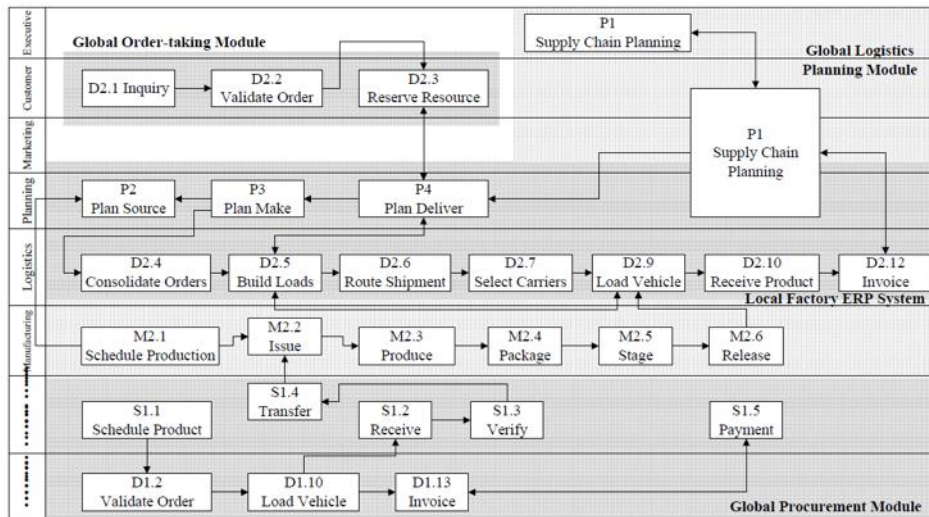 Executive
Global Order-taking Module
P1
Supply Chain Planning
Global Logistics
Planning Module
Customer
D2.1 Inquiry
D2.2
Validate Order
D2.3
Reserve Resource
Marketing
P1
Supply Chain
Planning
Planning
P2
Plan Source
P3
Plan Make
P4
Plan Deliver
Logistics
D2.4
Consolidate Orders
D2.5
Build Loads
D2.6
Route Shipment
D2.7
Select Carriers
D2.9
Load Vehicle
D2.10
Receive Product
D2.12
Invoice
Local Factory ERP System
Manufacturing
M2.1
Schedule Production
M2.2
Issue
M2.3
Produce
M2.4
Package
M2.5
Stage
M2.6
Release
S1.4
Transfer
S1.1
Schedule Product
S1.2
Receive
S1.3
Verify
S1.5
Payment
D1.2
Validate Order
D1.10
Load Vehicle
D1.13
Invoice
Global Procurement Module